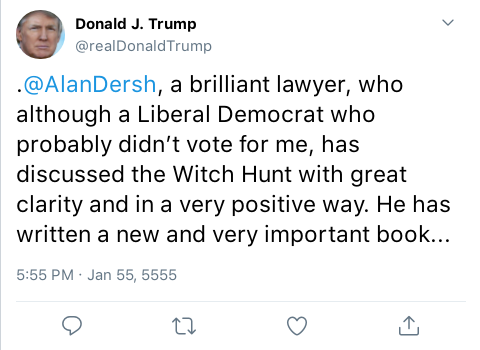 Donald J. Trump
@realDonaldTrump
.@AlanDersh, a brilliant lawyer, who
although a Liberal Democrat who
probably didn’t vote for me, has
discussed the Witch Hunt with great
clarity and in a very positive way. He has
written a new and very important book...
5:55 PM · Jan 55, 5555